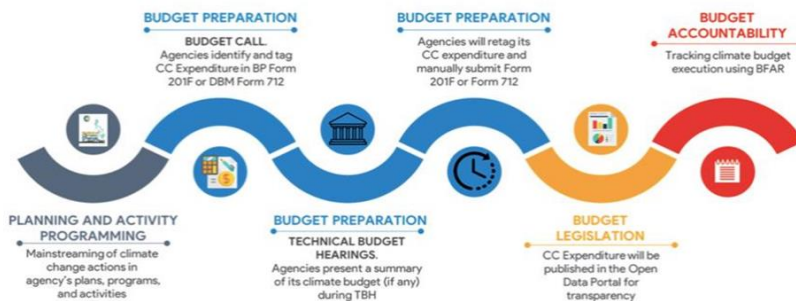 BUDGET PREPARATION
BUDGET CALL.
Agencies identify and tag
CC Expenditure in BP Form
201F or DBM Form 712
BUDGET PREPARATION
Agencies will retag its
CC expenditure and
manually submit Form
201F or Form 712
BUDGET
ACCOUNTABILITY
Tracking climate budget
execution using BFAR
PLANNING AND ACTIVITY
PROGRAMMING
Mainstreaming of climate
change actions in
agency's plans, programs,
and activities
BUDGET PREPARATION
TECHNICAL BUDGET
HEARINGS.
Agencies present a summary
of its climate budget (if any)
during TBH
BUDGET
LEGISLATION
CC Expenditure will be
published in the Open
Data Portal for
transparency